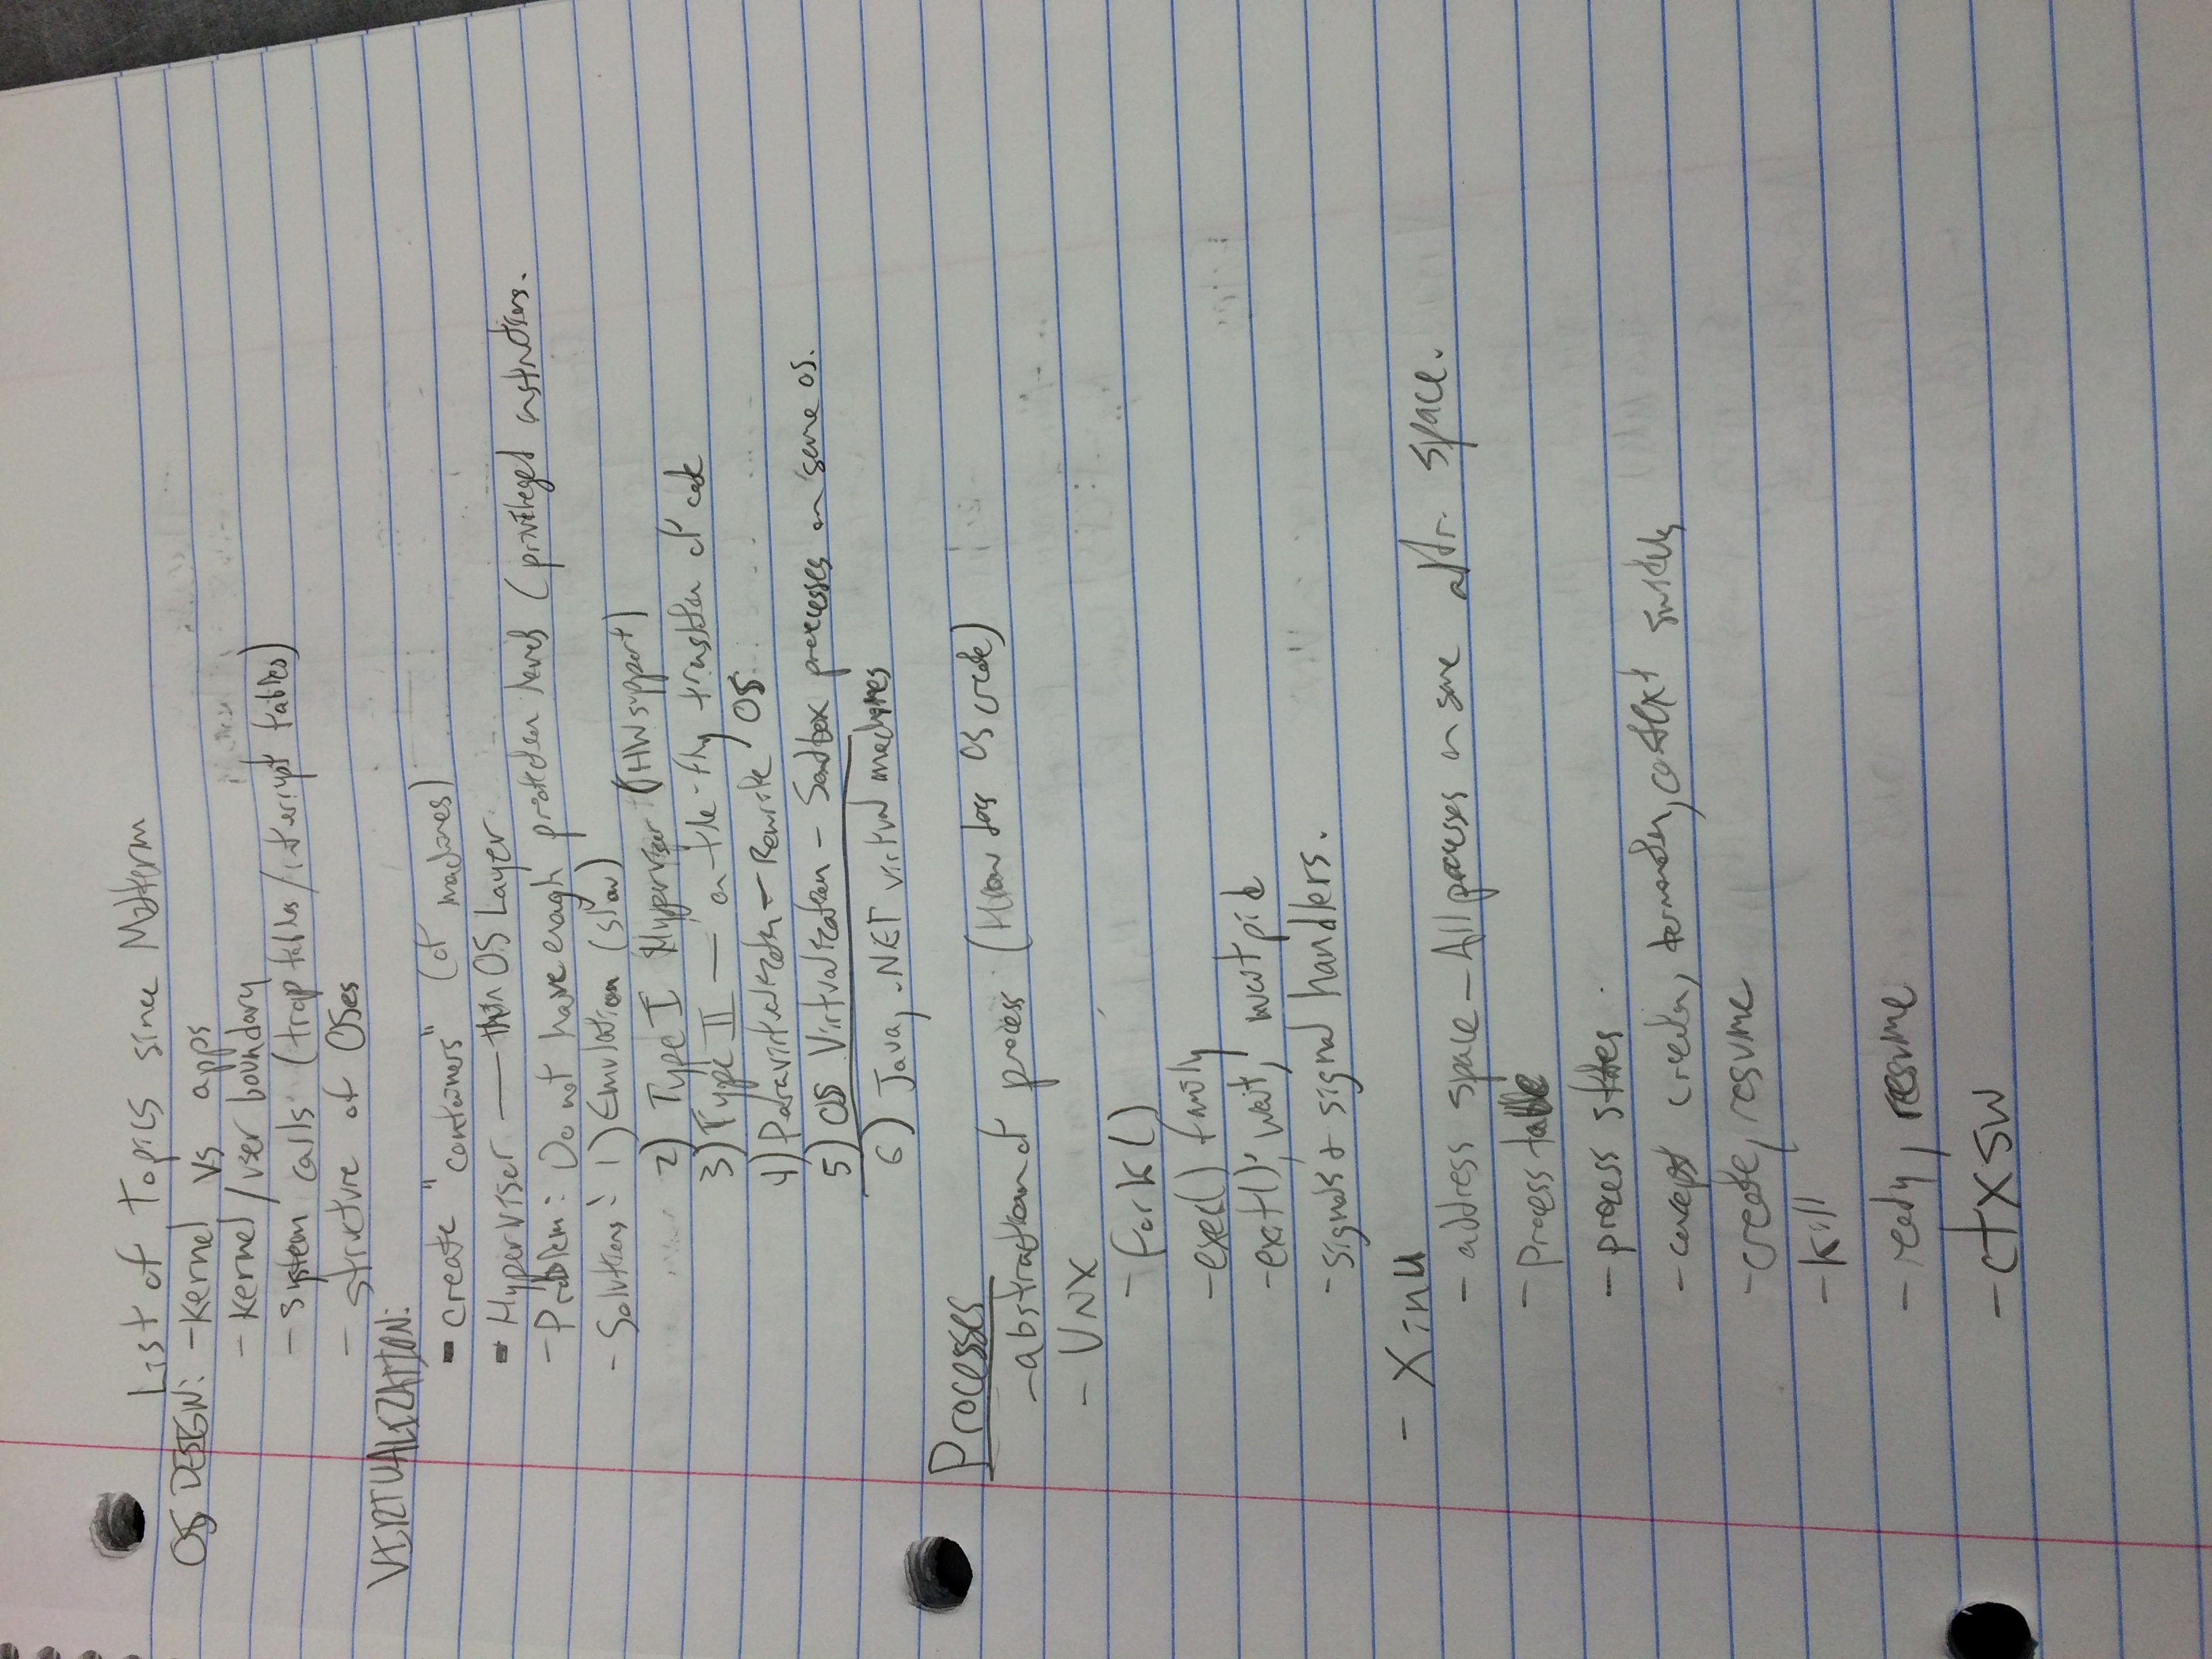 List of Topics since Midterm
OS DESIGN: - Kernel vs apps
- Kernel/user boundary
- System calls (trap tables/interrupt tables)
- structure of OSes
VIRTUALIZATION:
- create "containers" (of machines)
- Hyperviser — thin OS Layer
- Problem: Do not have enough protection levels (privileged instructions.
- Solutions: 1) Emulation (slow)
2) Type I Hyperviser (HW support)
3) Type II — on-the-fly translation of code
4) Paravirtualization - Rewrite OS
5) OS Virtualization - Sandbox processes on same OS.
6) Java, .NET virtual machines
Processes
- abstraction of process (How does OS create)
- UNX
- fork()
- exec() family
- exit(), wait, waitpid
- signals & signal handlers.
- Xinu
- address space - All processes on same addr. space.
- Process table
- process states
- concept creation, termination, context switch
- create, resume
- kill
- ready, resume
- ctxsw